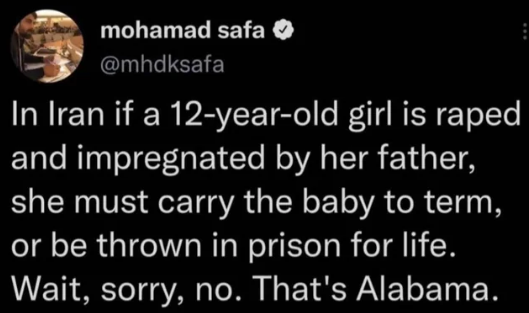 mohamad safa
@mhdksafa
In Iran if a 12-year-old girl is raped
and impregnated by her father,
she must carry the baby to term,
or be thrown in prison for life.
Wait, sorry, no. That's Alabama.